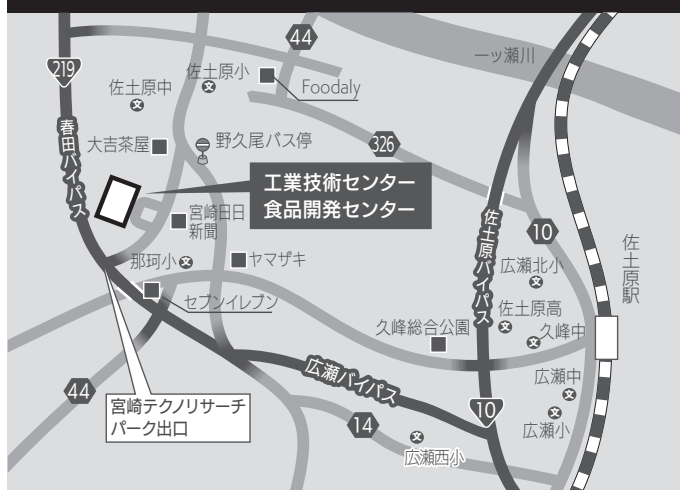 44
一ッ瀬川
219
佐土原中
佐土原小
Foodaly
春田バイパス
大吉茶屋
野久尾バス停
326
工業技術センター
食品開発センター
宮崎日日
新聞
佐土原バイパス
10
佐土原駅
那珂小
ヤマザキ
広瀬北小
セブンイレブン
佐土原高
久峰総合公園
久峰中
広瀬バイパス
広瀬中
44
宮崎テクノリサーチ
パーク出口
14
10
広瀬小
広瀬西小